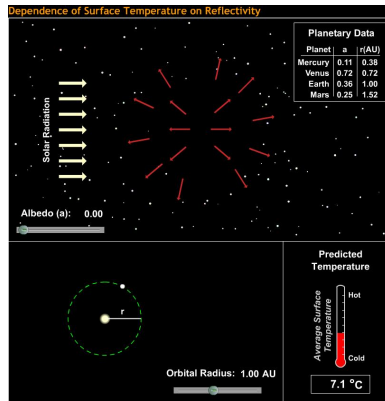 Dependence of Surface Temperature on Reflectivity
Planetary Data
Planet a r(AU)
Mercury 0.11 0.38
Venus 0.72 0.72
Earth 0.36 1.00
Mars 0.25 1.52
Solar Radiation
Albedo (a): 0.00
r
Orbital Radius: 1.00 AU
Predicted
Temperature
Average Surface
Temperature
Hot
Cold
7.1 °C